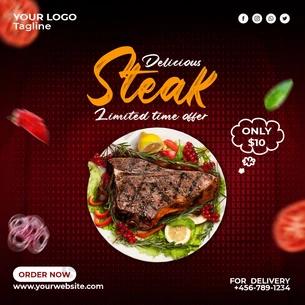 YOUR LOGO
Tagline
Delicious
Steak
Limited time offer
ONLY
$10
ORDER NOW
www.yourwebsite.com
FOR DELIVERY
+456-789-1234